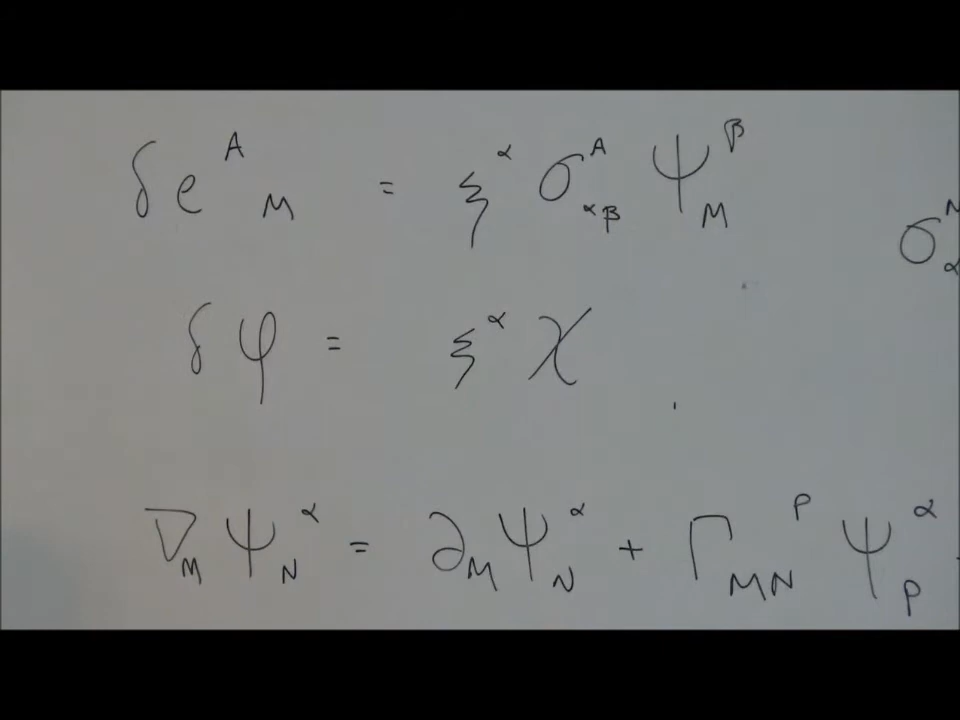 δe^A_M = ξ^α σ^A_{αβ} ψ^β_M
σ
δφ = ξ^α χ
∇_M ψ_N^α = ∂_M ψ_N^α + Γ_{MN}^P ψ_P^α